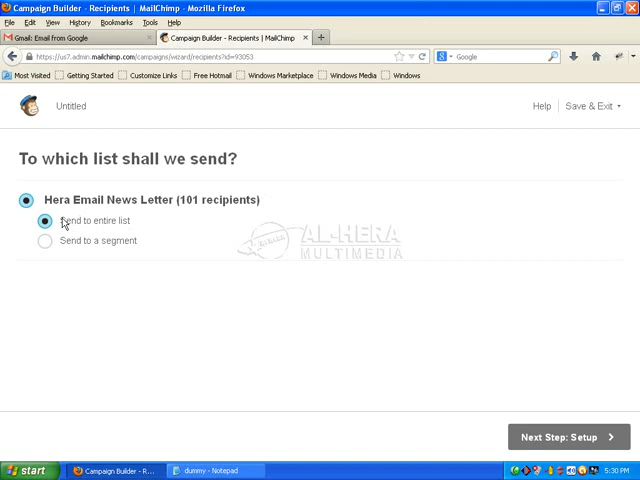 Campaign Builder - Recipients | MailChimp - Mozilla Firefox
File Edit View History Bookmarks Tools Help
Gmail: Email from Google × Campaign Builder - Recipients | MailChimp × +
https://us7.admin.mailchimp.com/campaigns/wizard/recipients?id=93053 Google
Most Visited Getting Started Customize Links Free Hotmail Windows Marketplace Windows Media Windows
Untitled Help Save & Exit
To which list shall we send?
Hera Email News Letter (101 recipients)
Send to entire list
Send to a segment
AL-HERA
MULTIMEDIA
Next Step: Setup
start Campaign Builder - R... dummy - Notepad 5:30 PM